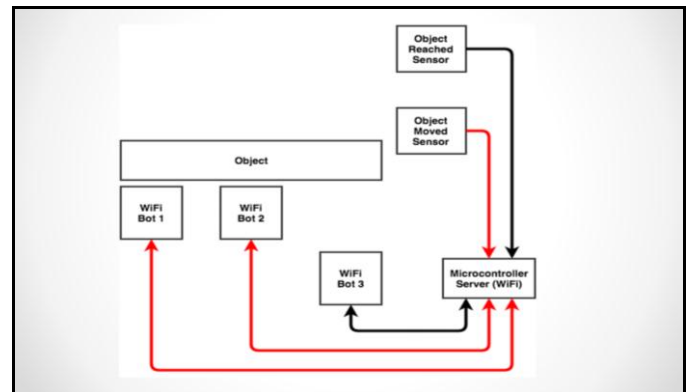 Object
Reached
Sensor
Object
Moved
Sensor
Object
WiFi
Bot 1
WiFi
Bot 2
WiFi
Bot 3
Microcontroller
Server (WiFi)